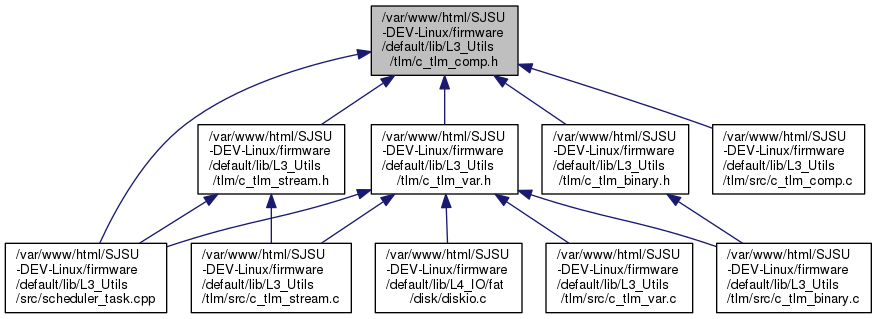 /var/www/html/SJSU
-DEV-Linux/firmware
/default/lib/L3_Utils
/tlm/c_tlm_comp.h
/var/www/html/SJSU
-DEV-Linux/firmware
/default/lib/L3_Utils
/tlm/c_tlm_stream.h
/var/www/html/SJSU
-DEV-Linux/firmware
/default/lib/L3_Utils
/tlm/c_tlm_var.h
/var/www/html/SJSU
-DEV-Linux/firmware
/default/lib/L3_Utils
/tlm/c_tlm_binary.h
/var/www/html/SJSU
-DEV-Linux/firmware
/default/lib/L3_Utils
/tlm/src/c_tlm_comp.c
/var/www/html/SJSU
-DEV-Linux/firmware
/default/lib/L3_Utils
/src/scheduler_task.cpp
/var/www/html/SJSU
-DEV-Linux/firmware
/default/lib/L3_Utils
/tlm/src/c_tlm_stream.c
/var/www/html/SJSU
-DEV-Linux/firmware
/default/lib/L4_IO/fat
/disk/diskio.c
/var/www/html/SJSU
-DEV-Linux/firmware
/default/lib/L3_Utils
/tlm/src/c_tlm_var.c
/var/www/html/SJSU
-DEV-Linux/firmware
/default/lib/L3_Utils
/tlm/src/c_tlm_binary.c